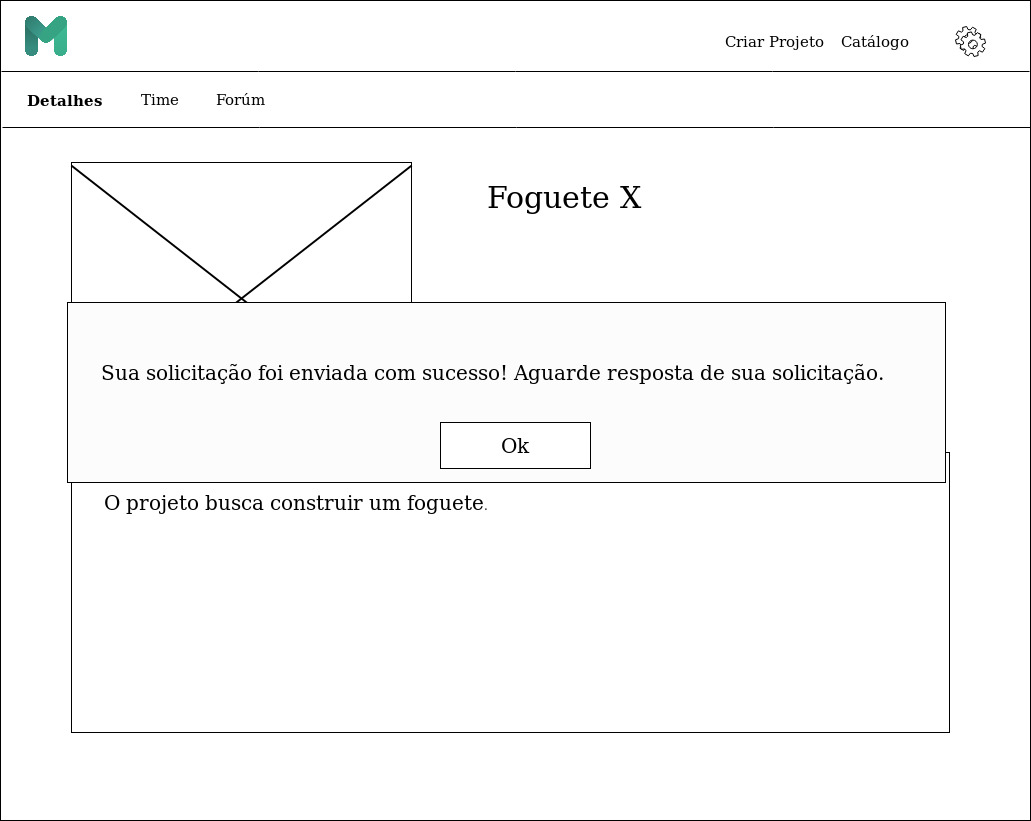 M
Criar Projeto Catálogo
Detalhes Time Forúm
Foguete X
Sua solicitação foi enviada com sucesso! Aguarde resposta de sua solicitação.
Ok
O projeto busca construir um foguete.